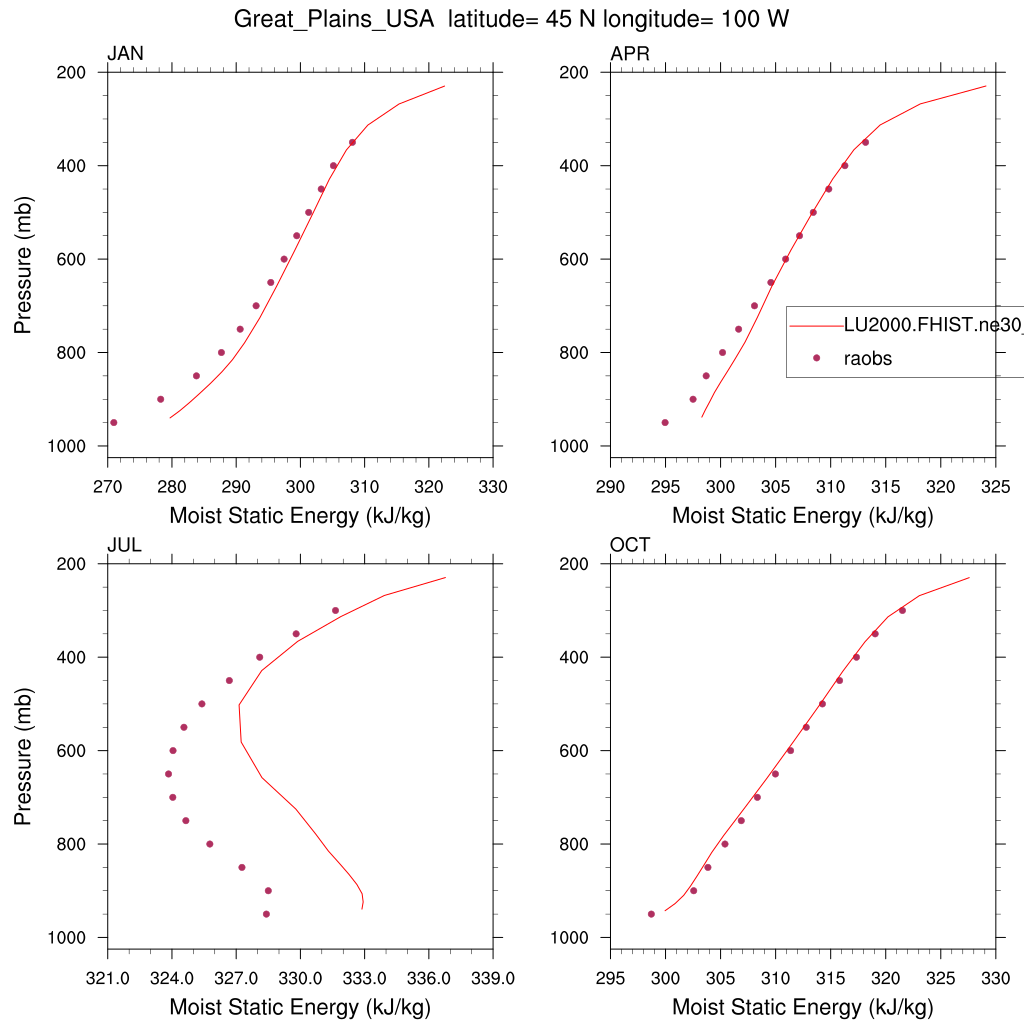 Great_Plains_USA  latitude= 45 N longitude= 100 W
JAN
APR
200
400
600
800
1000
Pressure (mb)
270 280 290 300 310 320 330
Moist Static Energy (kJ/kg)
200
400
600
800
1000
290 295 300 305 310 315 320 325
Moist Static Energy (kJ/kg)
LU2000.FHIST.ne30_
raobs
JUL
OCT
200
400
600
800
1000
Pressure (mb)
321.0 324.0 327.0 330.0 333.0 336.0 339.0
Moist Static Energy (kJ/kg)
200
400
600
800
1000
295 300 305 310 315 320 325 330
Moist Static Energy (kJ/kg)